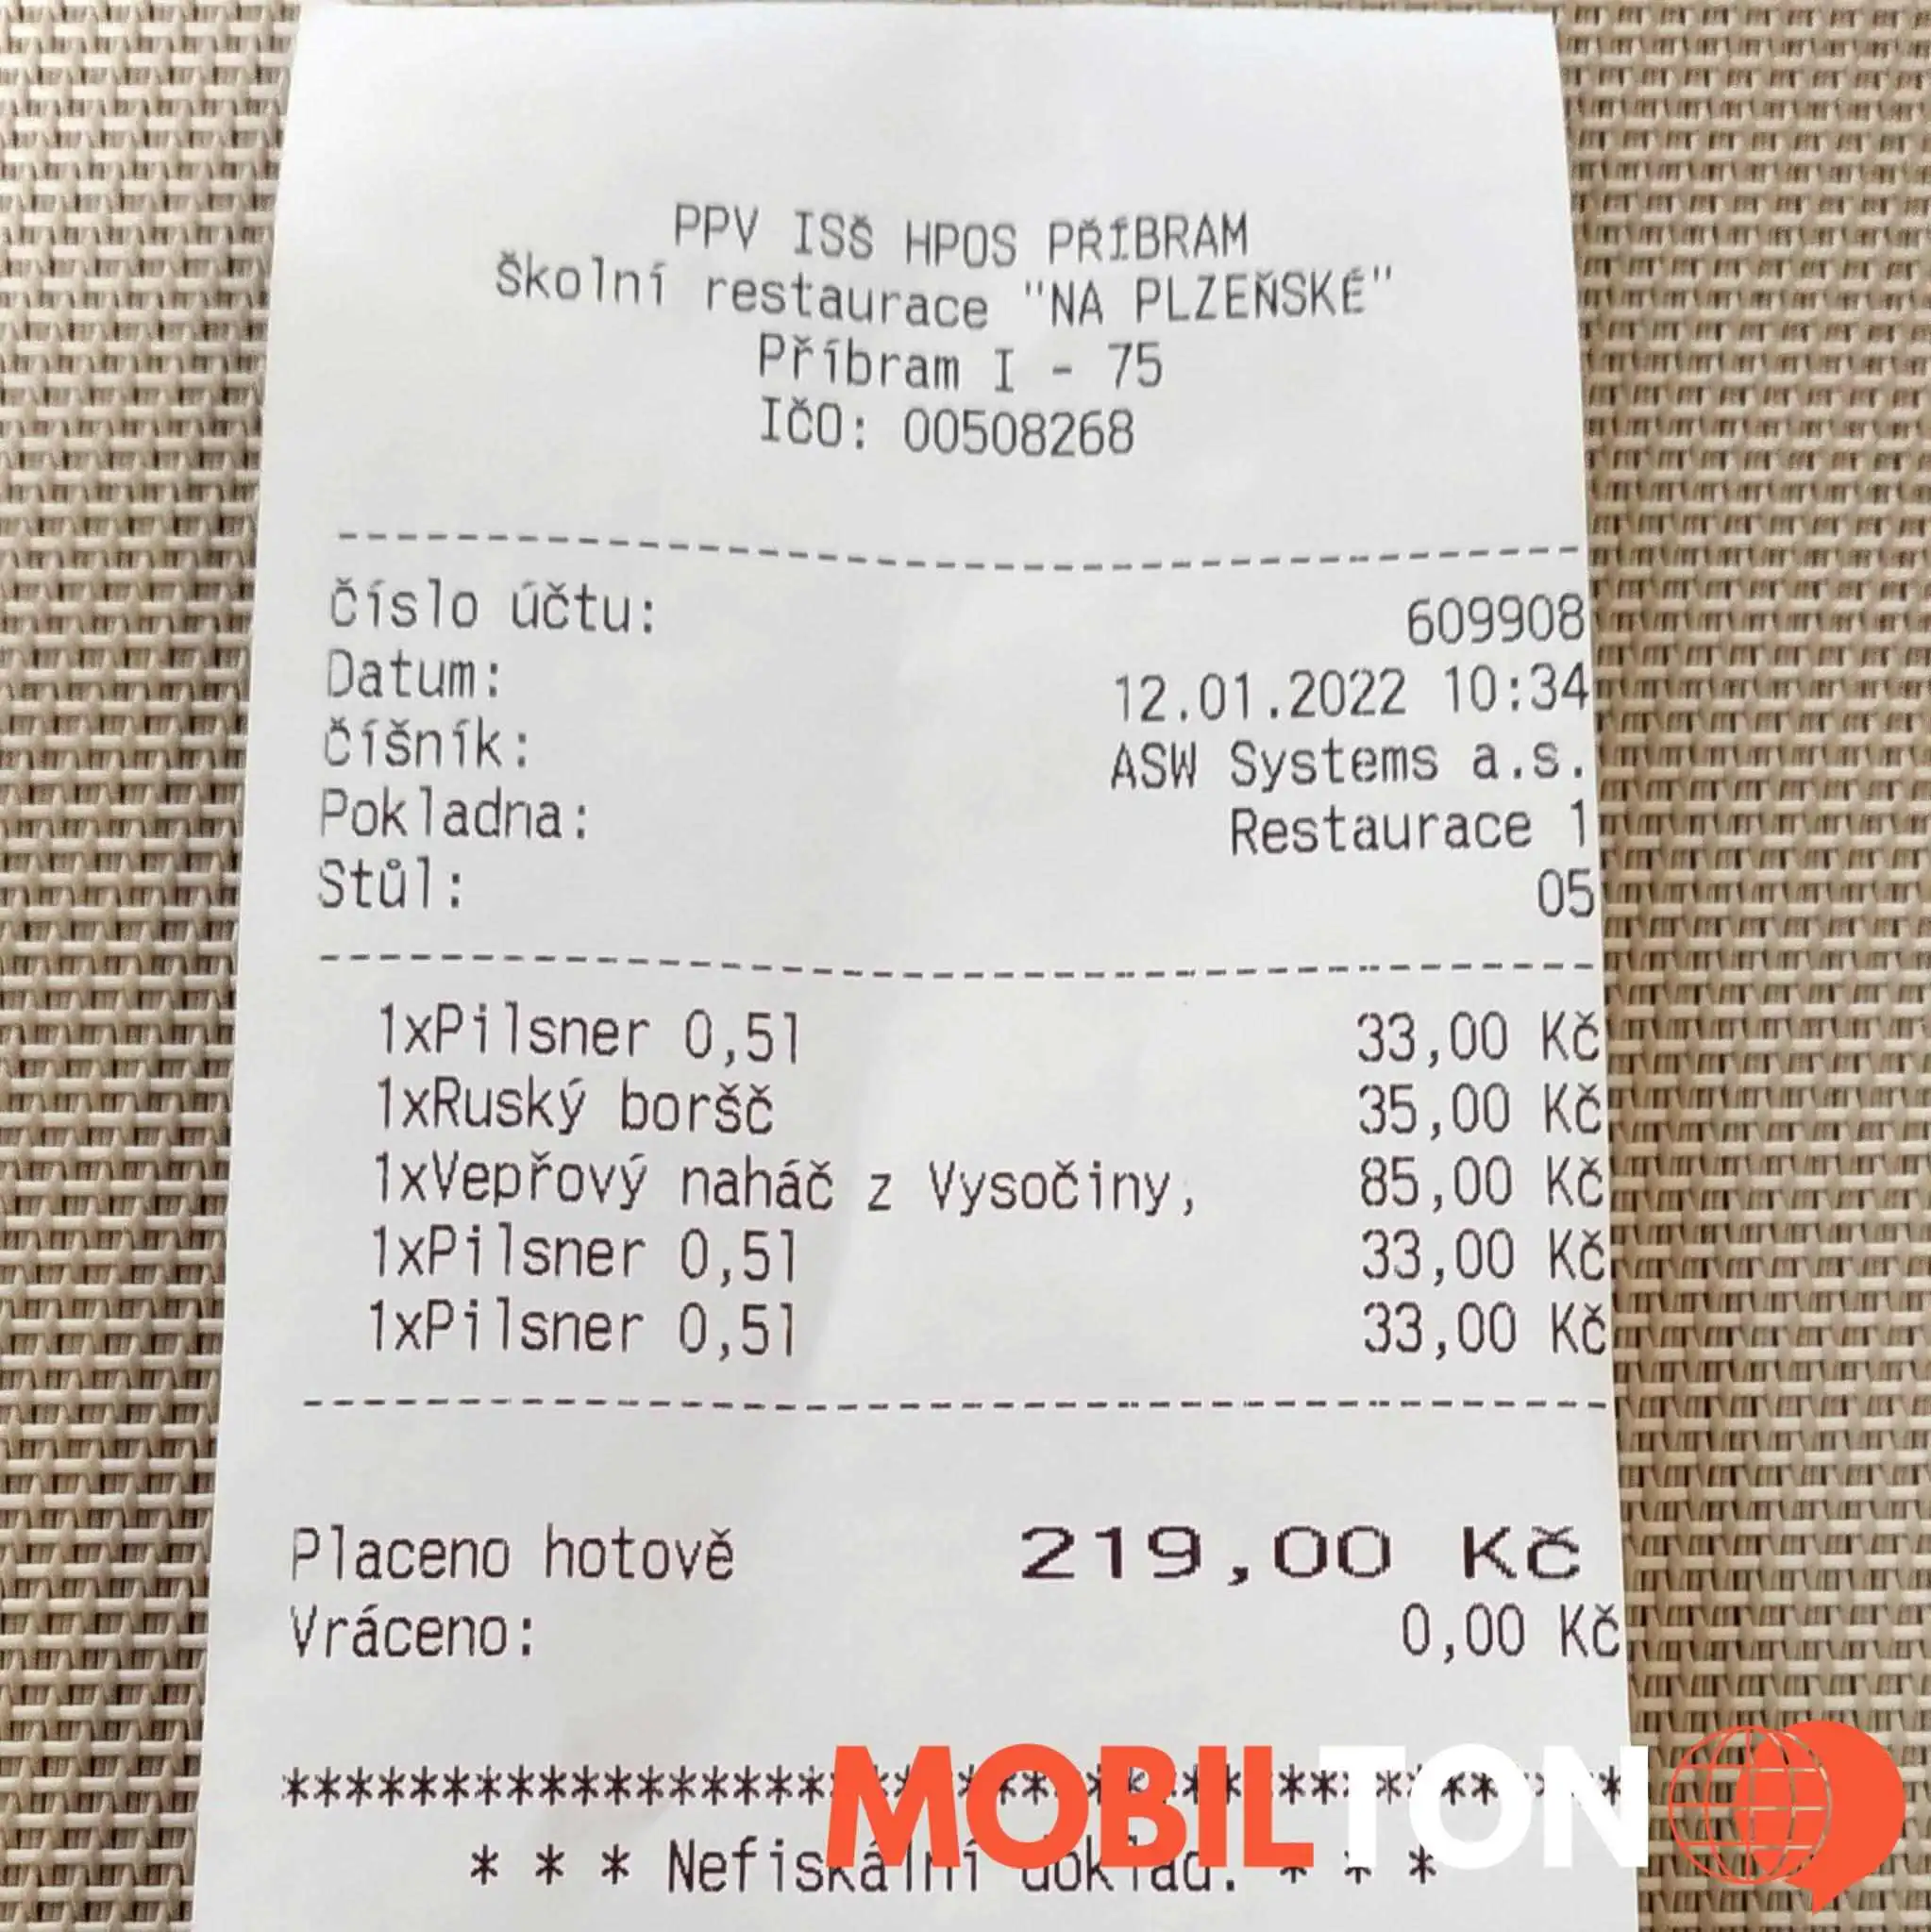 PPV ISŠ HPOS PŘÍBRAM
Školní restaurace "NA PLZEŇSKÉ"
Příbram I - 75
IČO: 00508268
------------------------------------------
Číslo účtu: 609908
Datum: 12.01.2022 10:34
Číšník: ASW Systems a.s.
Pokladna: Restaurace 1
Stůl: 05
------------------------------------------
1xPilsner 0,5l 33,00 Kč
1xRuský boršč 35,00 Kč
1xVepřový naháč z Vysočiny, 85,00 Kč
1xPilsner 0,5l 33,00 Kč
1xPilsner 0,5l 33,00 Kč
------------------------------------------
Placeno hotově 219,00 Kč
Vráceno: 0,00 Kč
******************************************
* * * Nefiskální doklad. * * *
MOBILTON